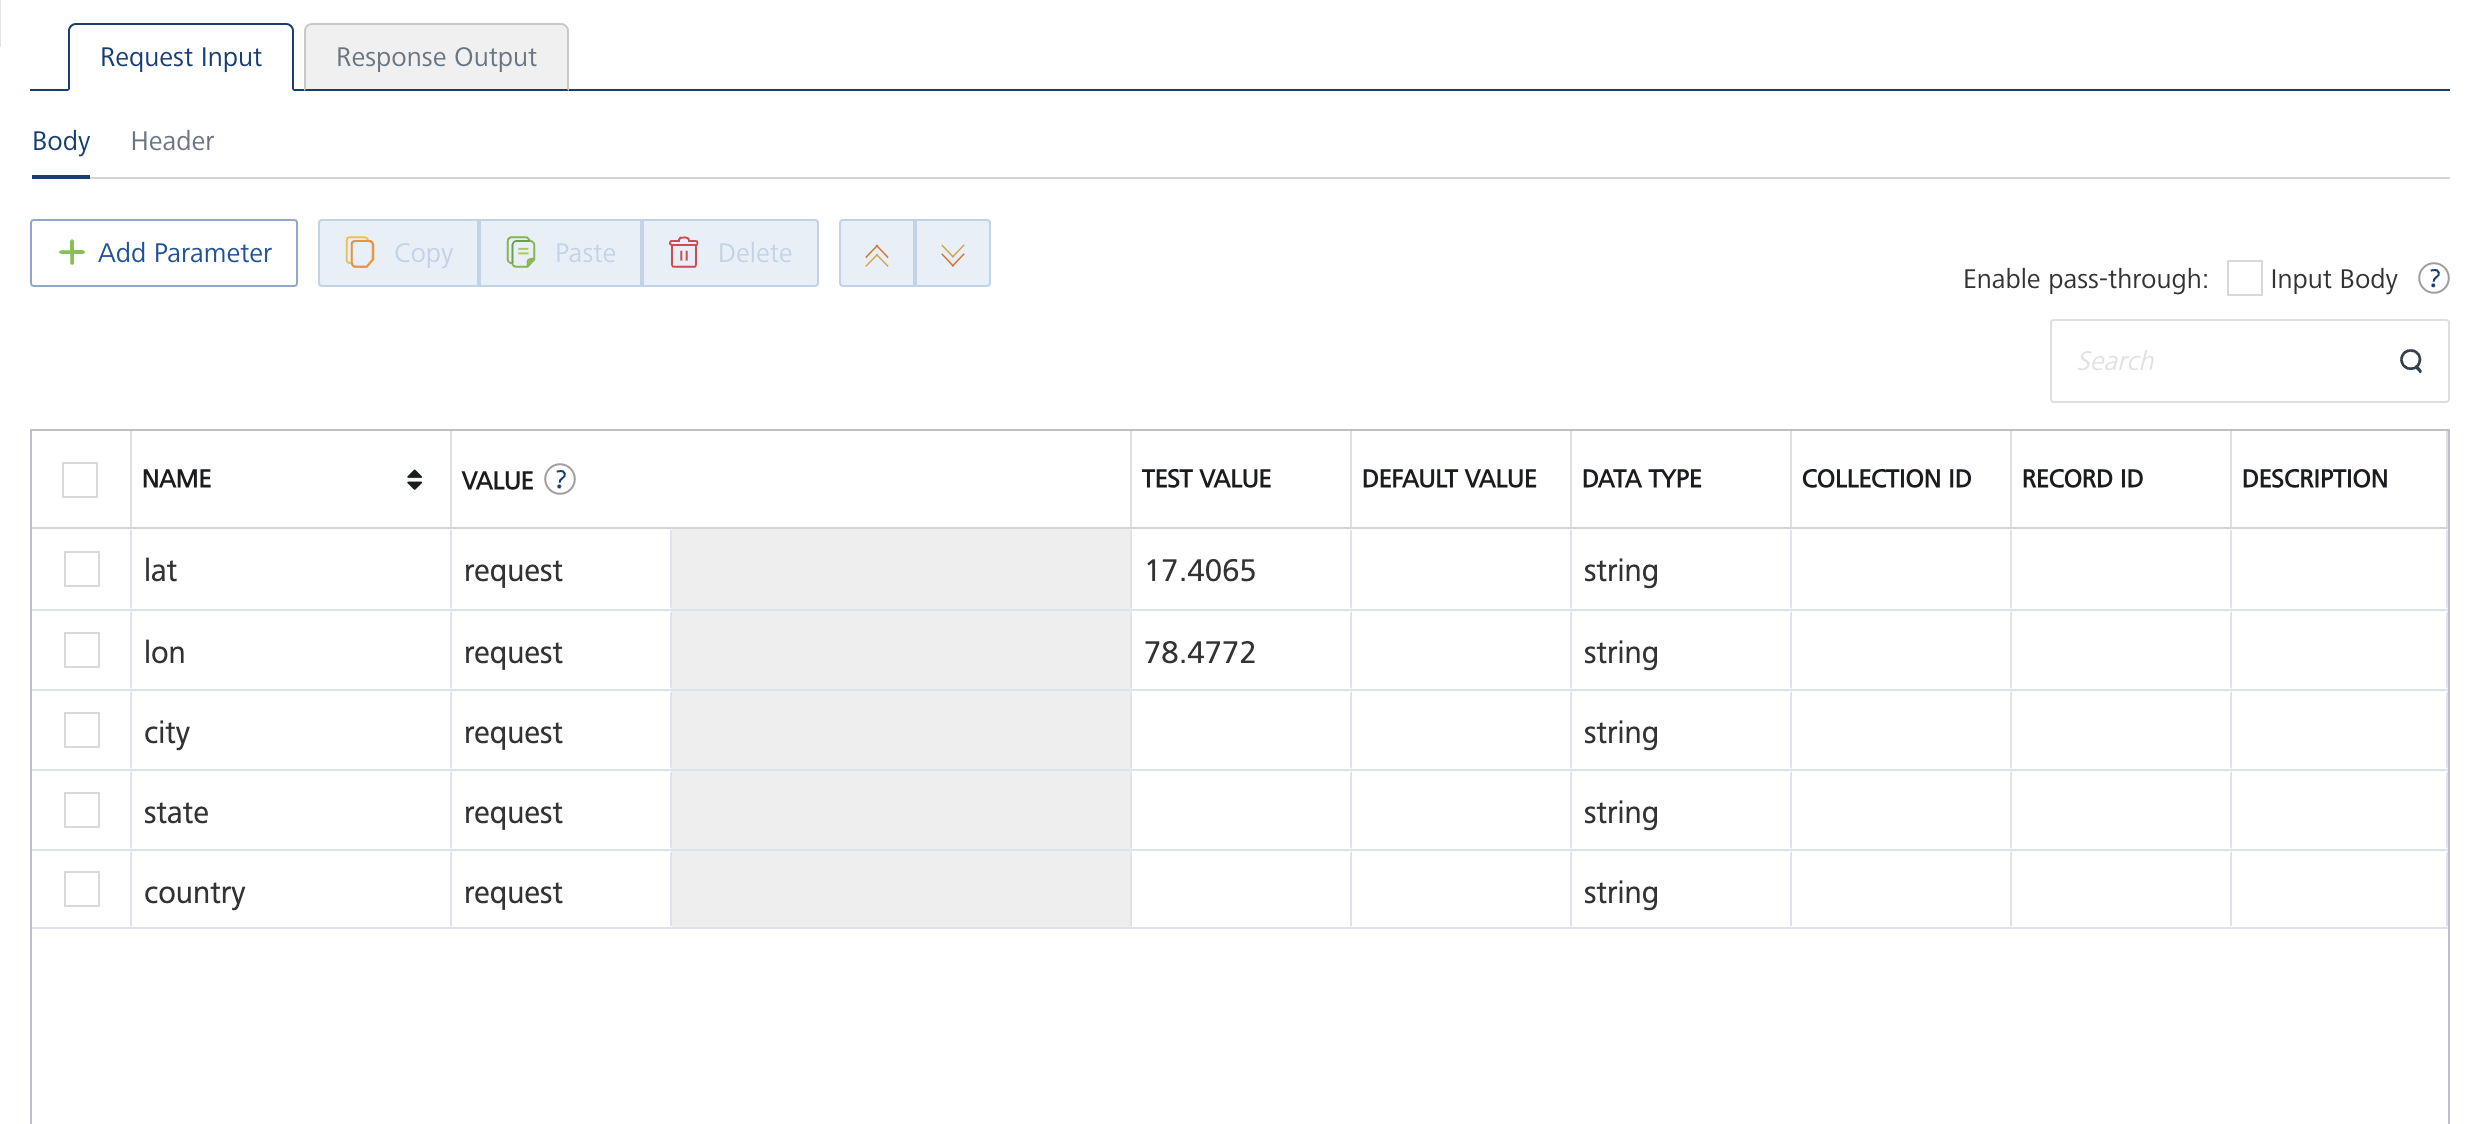 Request Input Response Output
Body Header
Add Parameter Copy Paste Delete
Enable pass-through: Input Body ?
Search
NAME VALUE ? TEST VALUE DEFAULT VALUE DATA TYPE COLLECTION ID RECORD ID DESCRIPTION
lat request 17.4065 string
lon request 78.4772 string
city request string
state request string
country request string